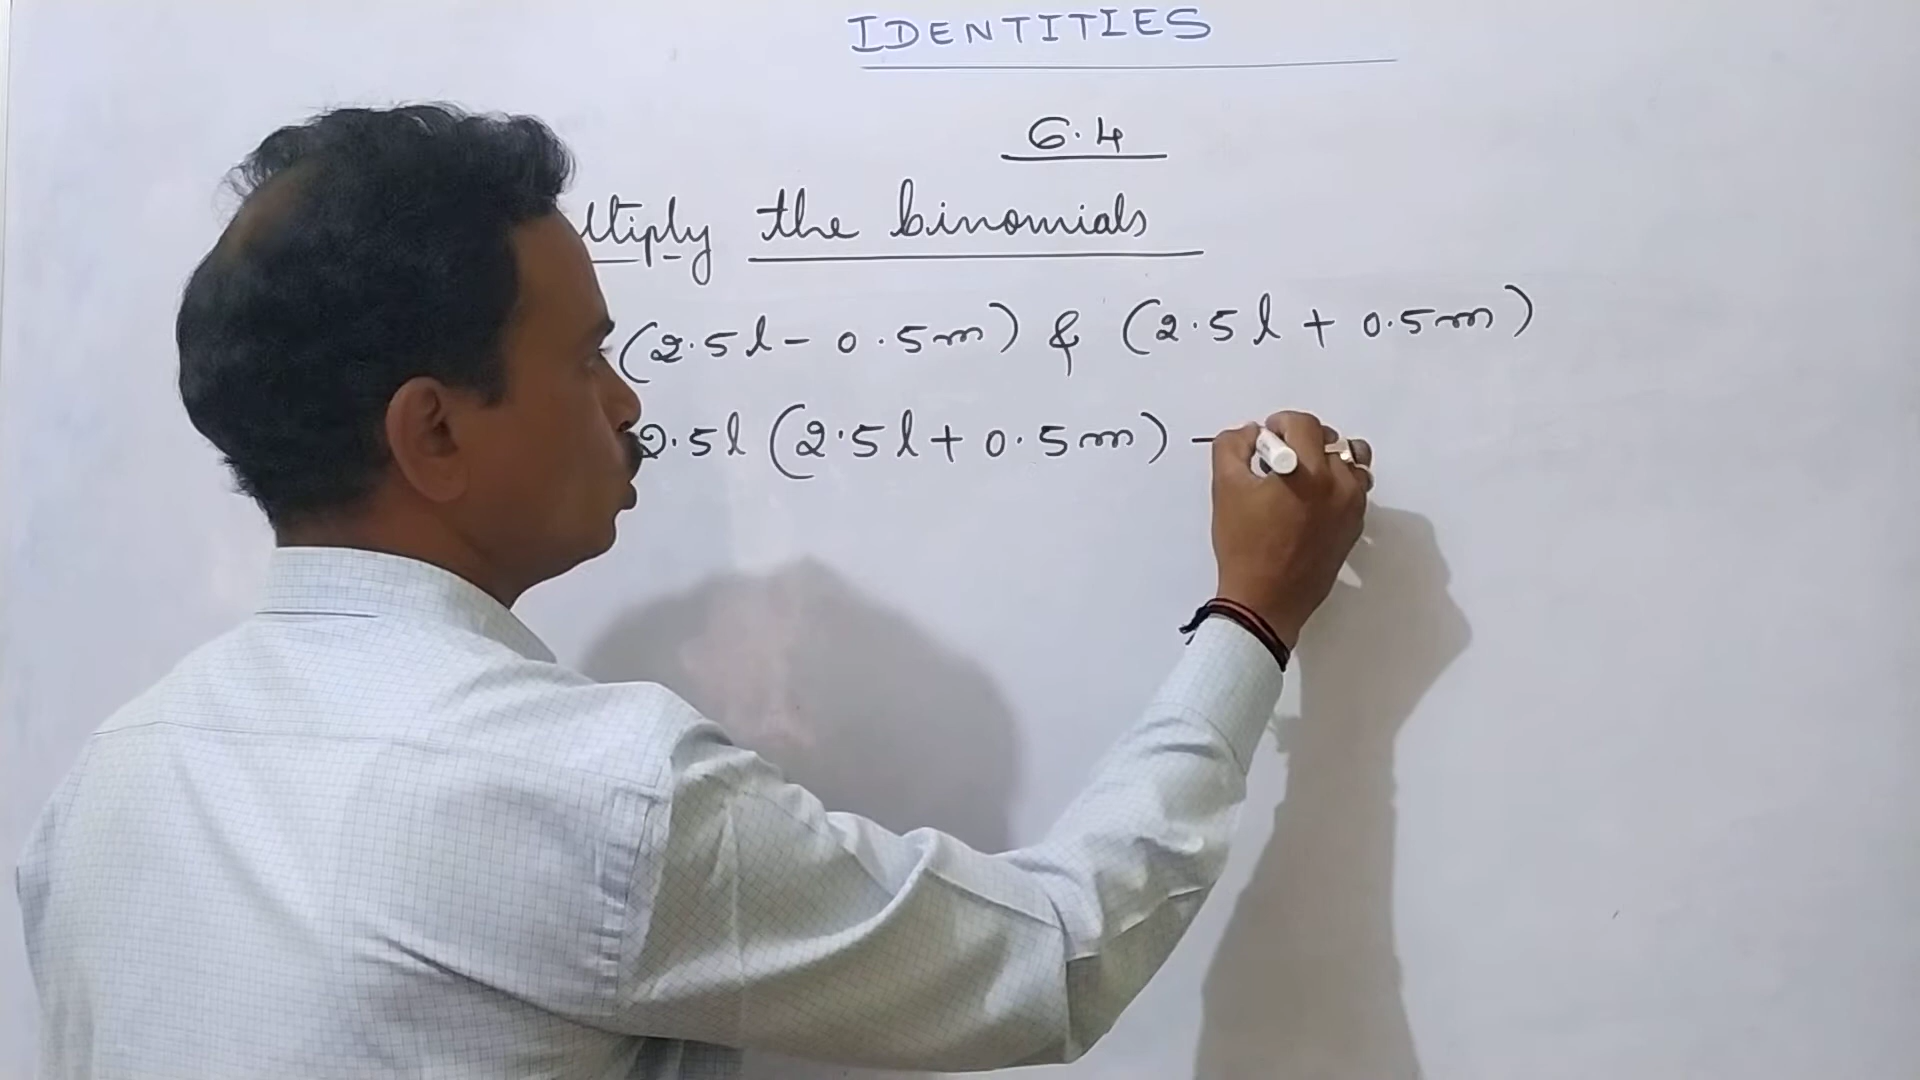 IDENTITIES
6.4
ltiply the binomials
(2.5l - 0.5m) & (2.5l + 0.5m)
2.5l (2.5l + 0.5m) -